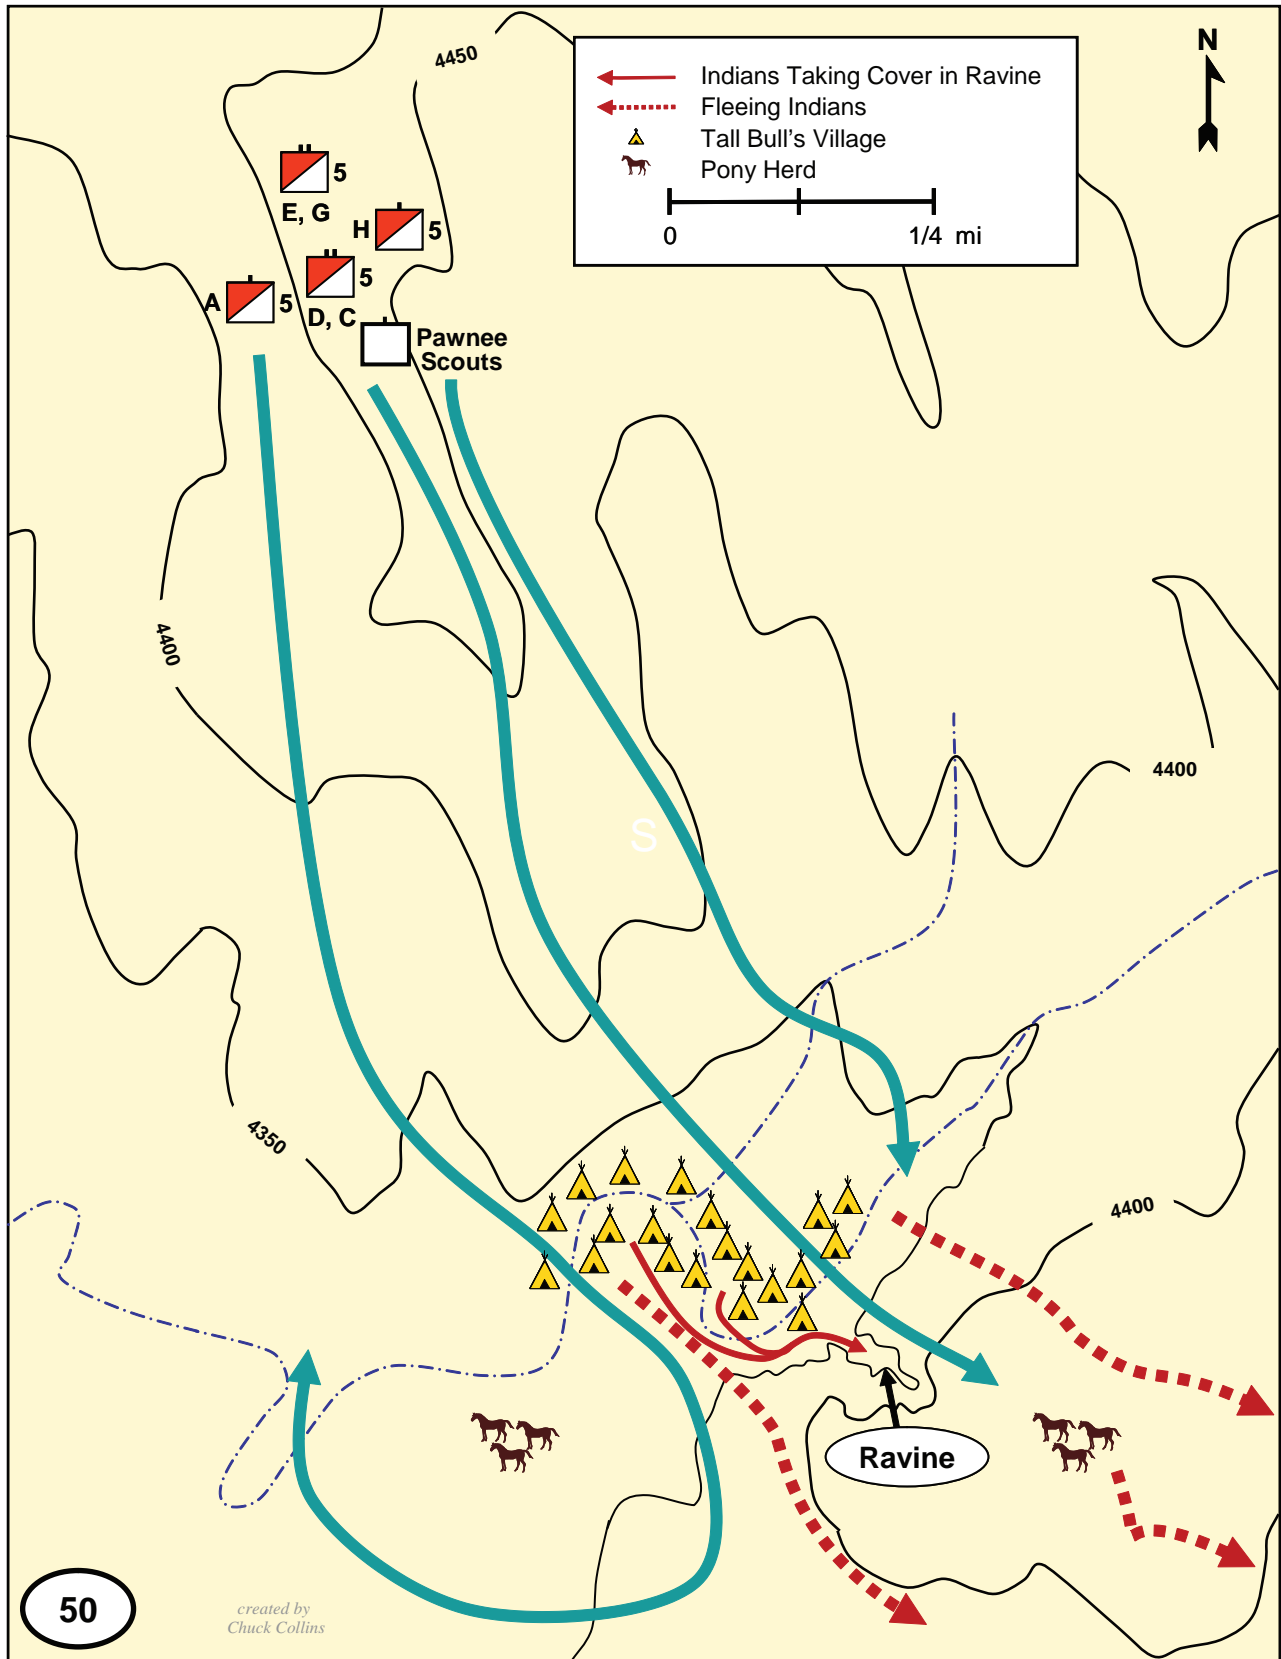 4450
N
Indians Taking Cover in Ravine
Fleeing Indians
Tall Bull's Village
Pony Herd
0 1/4 mi
5
E, G
H 5
5
D, C
A 5
Pawnee
Scouts
4400
4400
S
4350
4400
Ravine
50
created by
Chuck Collins